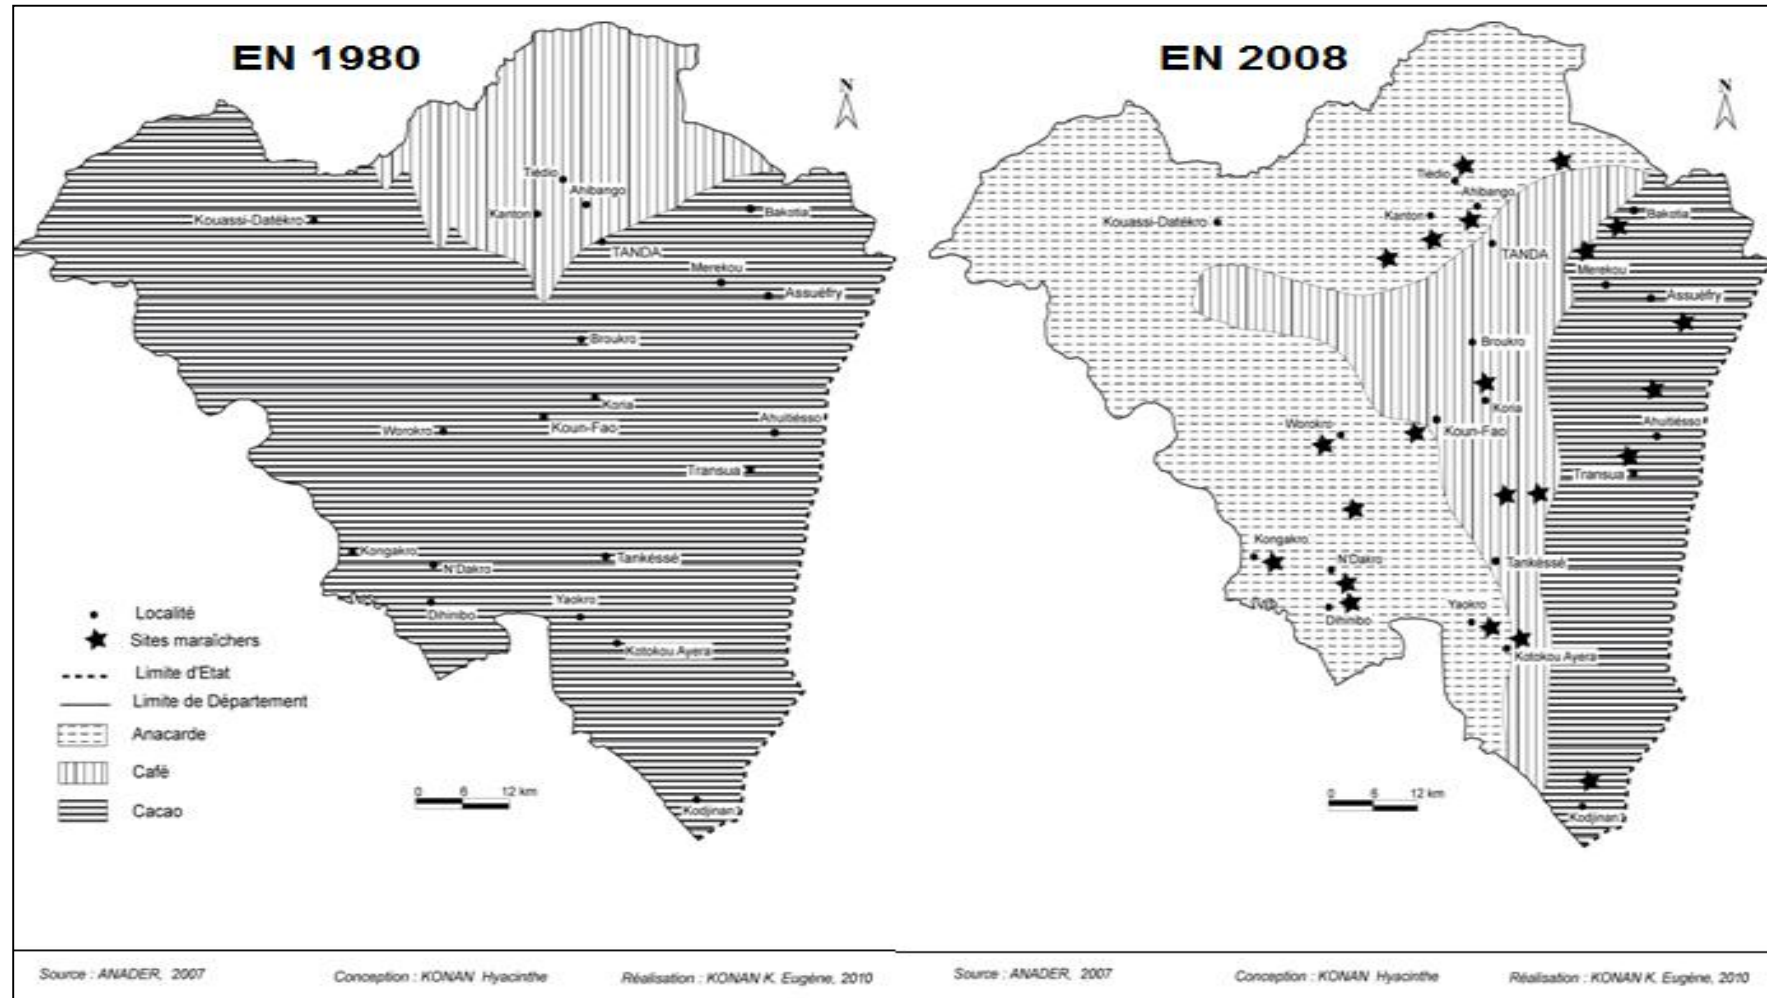 EN 1980
N
Tiédio
Ahibango
Kanton
Kouassi-Datékro
Bakotia
TANDA
Merekou
Assuéfry
Broukro
Koria
Koun-Fao
Worokro
Ahuitiésso
Transua
Kongakro
N'Dakro
Tankéssé
Dihinibo
Yaokro
Kotokou Ayera
Kodjinan
Localité
Sites maraîchers
Limite d'Etat
Limite de Département
Anacarde
Café
Cacao
0 6 12 km
Source : ANADER, 2007
Conception : KONAN Hyacinthe
Réalisation : KONAN K. Eugène, 2010
EN 2008
N
Tiédio
Ahibango
Kanton
Kouassi-Datékro
Bakotia
TANDA
Merekou
Assuéfry
Broukro
Koria
Koun-Fao
Worokro
Ahuitiésso
Transua
Kongakro
N'Dakro
Tankéssé
Dihinibo
Yaokro
Kotokou Ayera
Kodjinan
0 6 12 km
Source : ANADER, 2007
Conception : KONAN Hyacinthe
Réalisation : KONAN K. Eugène, 2010